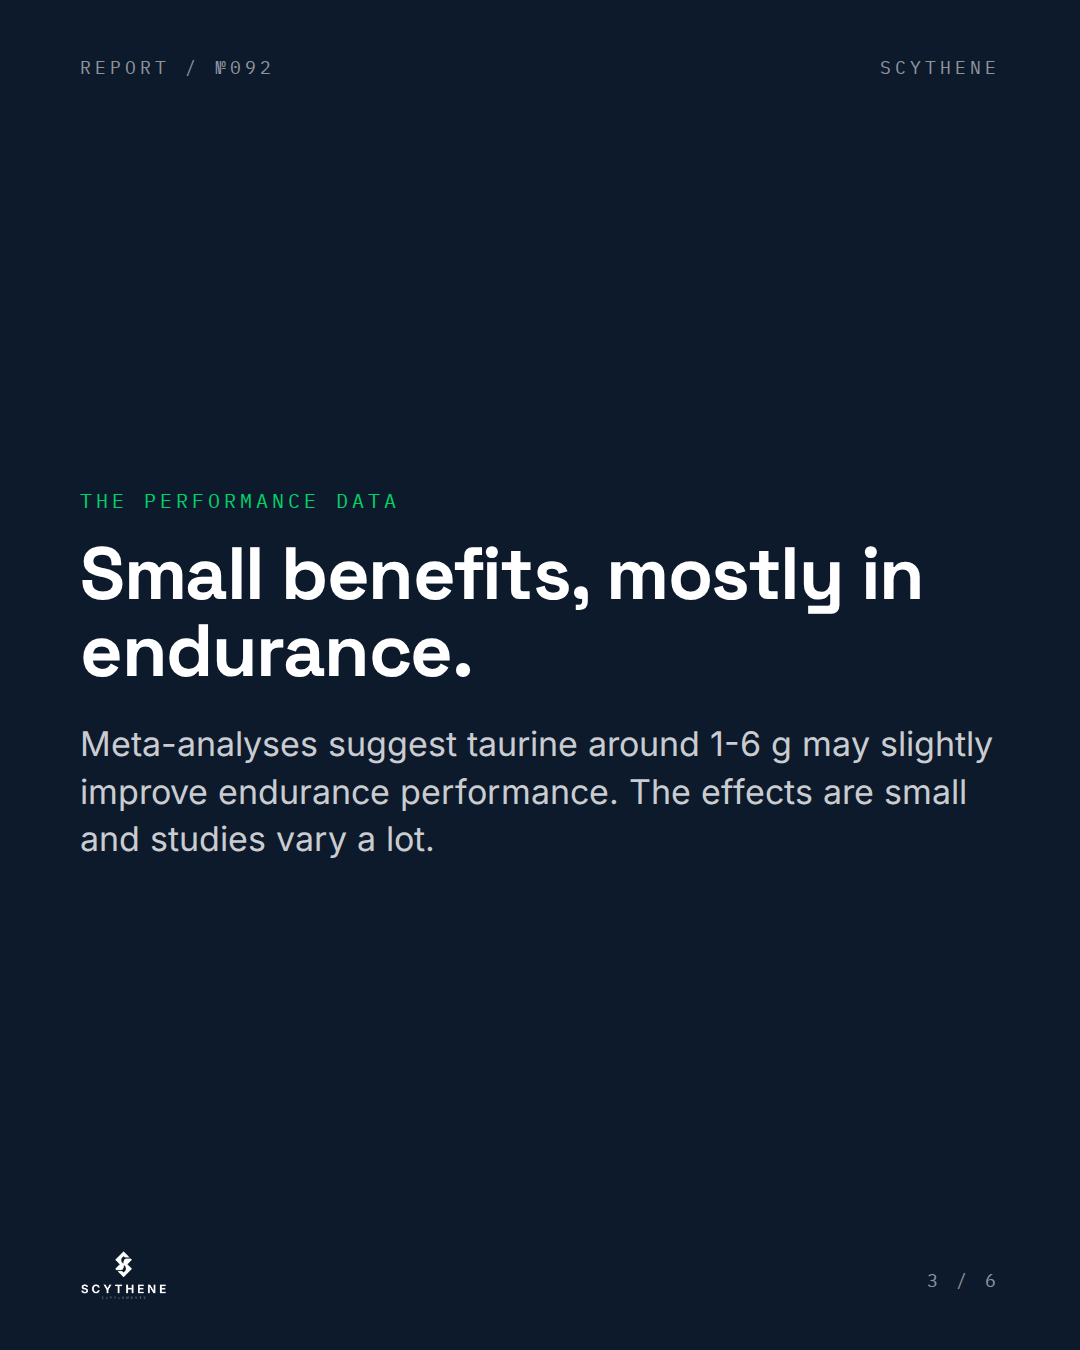 REPORT / №092
SCYTHENE
THE PERFORMANCE DATA
Small benefits, mostly in
endurance.
Meta-analyses suggest taurine around 1-6 g may slightly
improve endurance performance. The effects are small
and studies vary a lot.
SCYTHENE
3 / 6